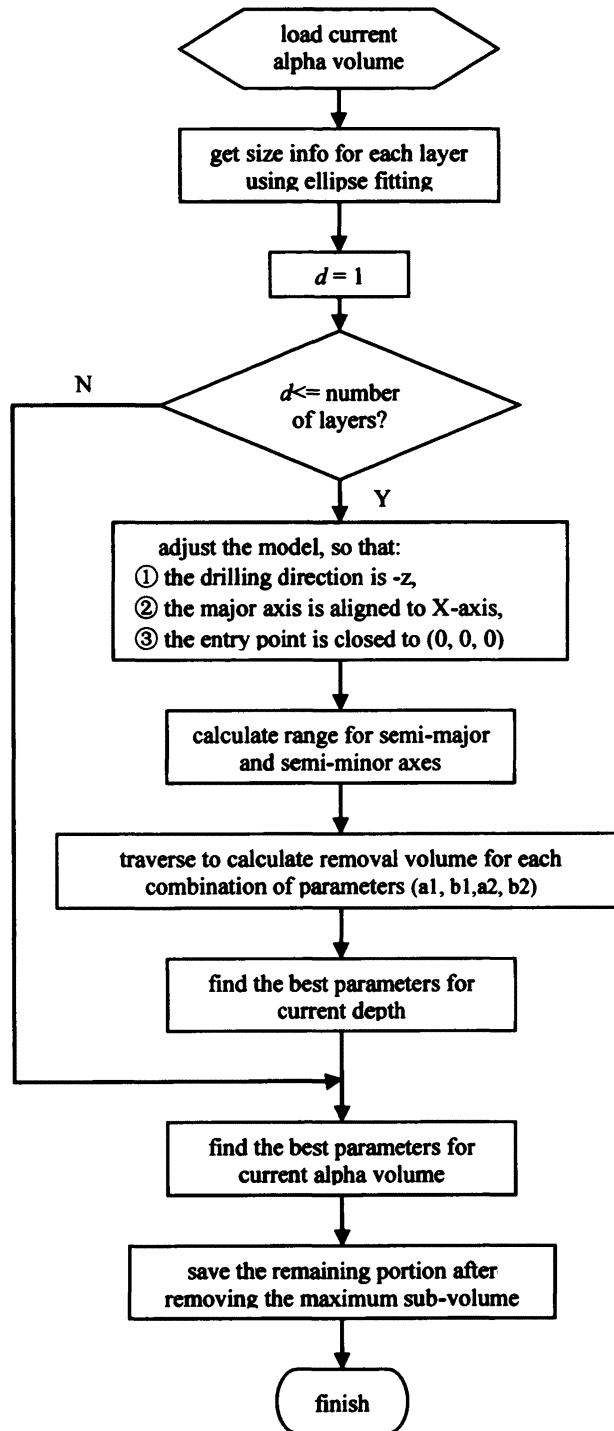 load current
alpha volume
get size info for each layer
using ellipse fitting
d = 1
d<= number
of layers?
N
Y
adjust the model, so that:
① the drilling direction is -z,
② the major axis is aligned to X-axis,
③ the entry point is closed to (0, 0, 0)
calculate range for semi-major
and semi-minor axes
traverse to calculate removal volume for each
combination of parameters (a1, b1,a2, b2)
find the best parameters for
current depth
find the best parameters for
current alpha volume
save the remaining portion after
removing the maximum sub-volume
finish